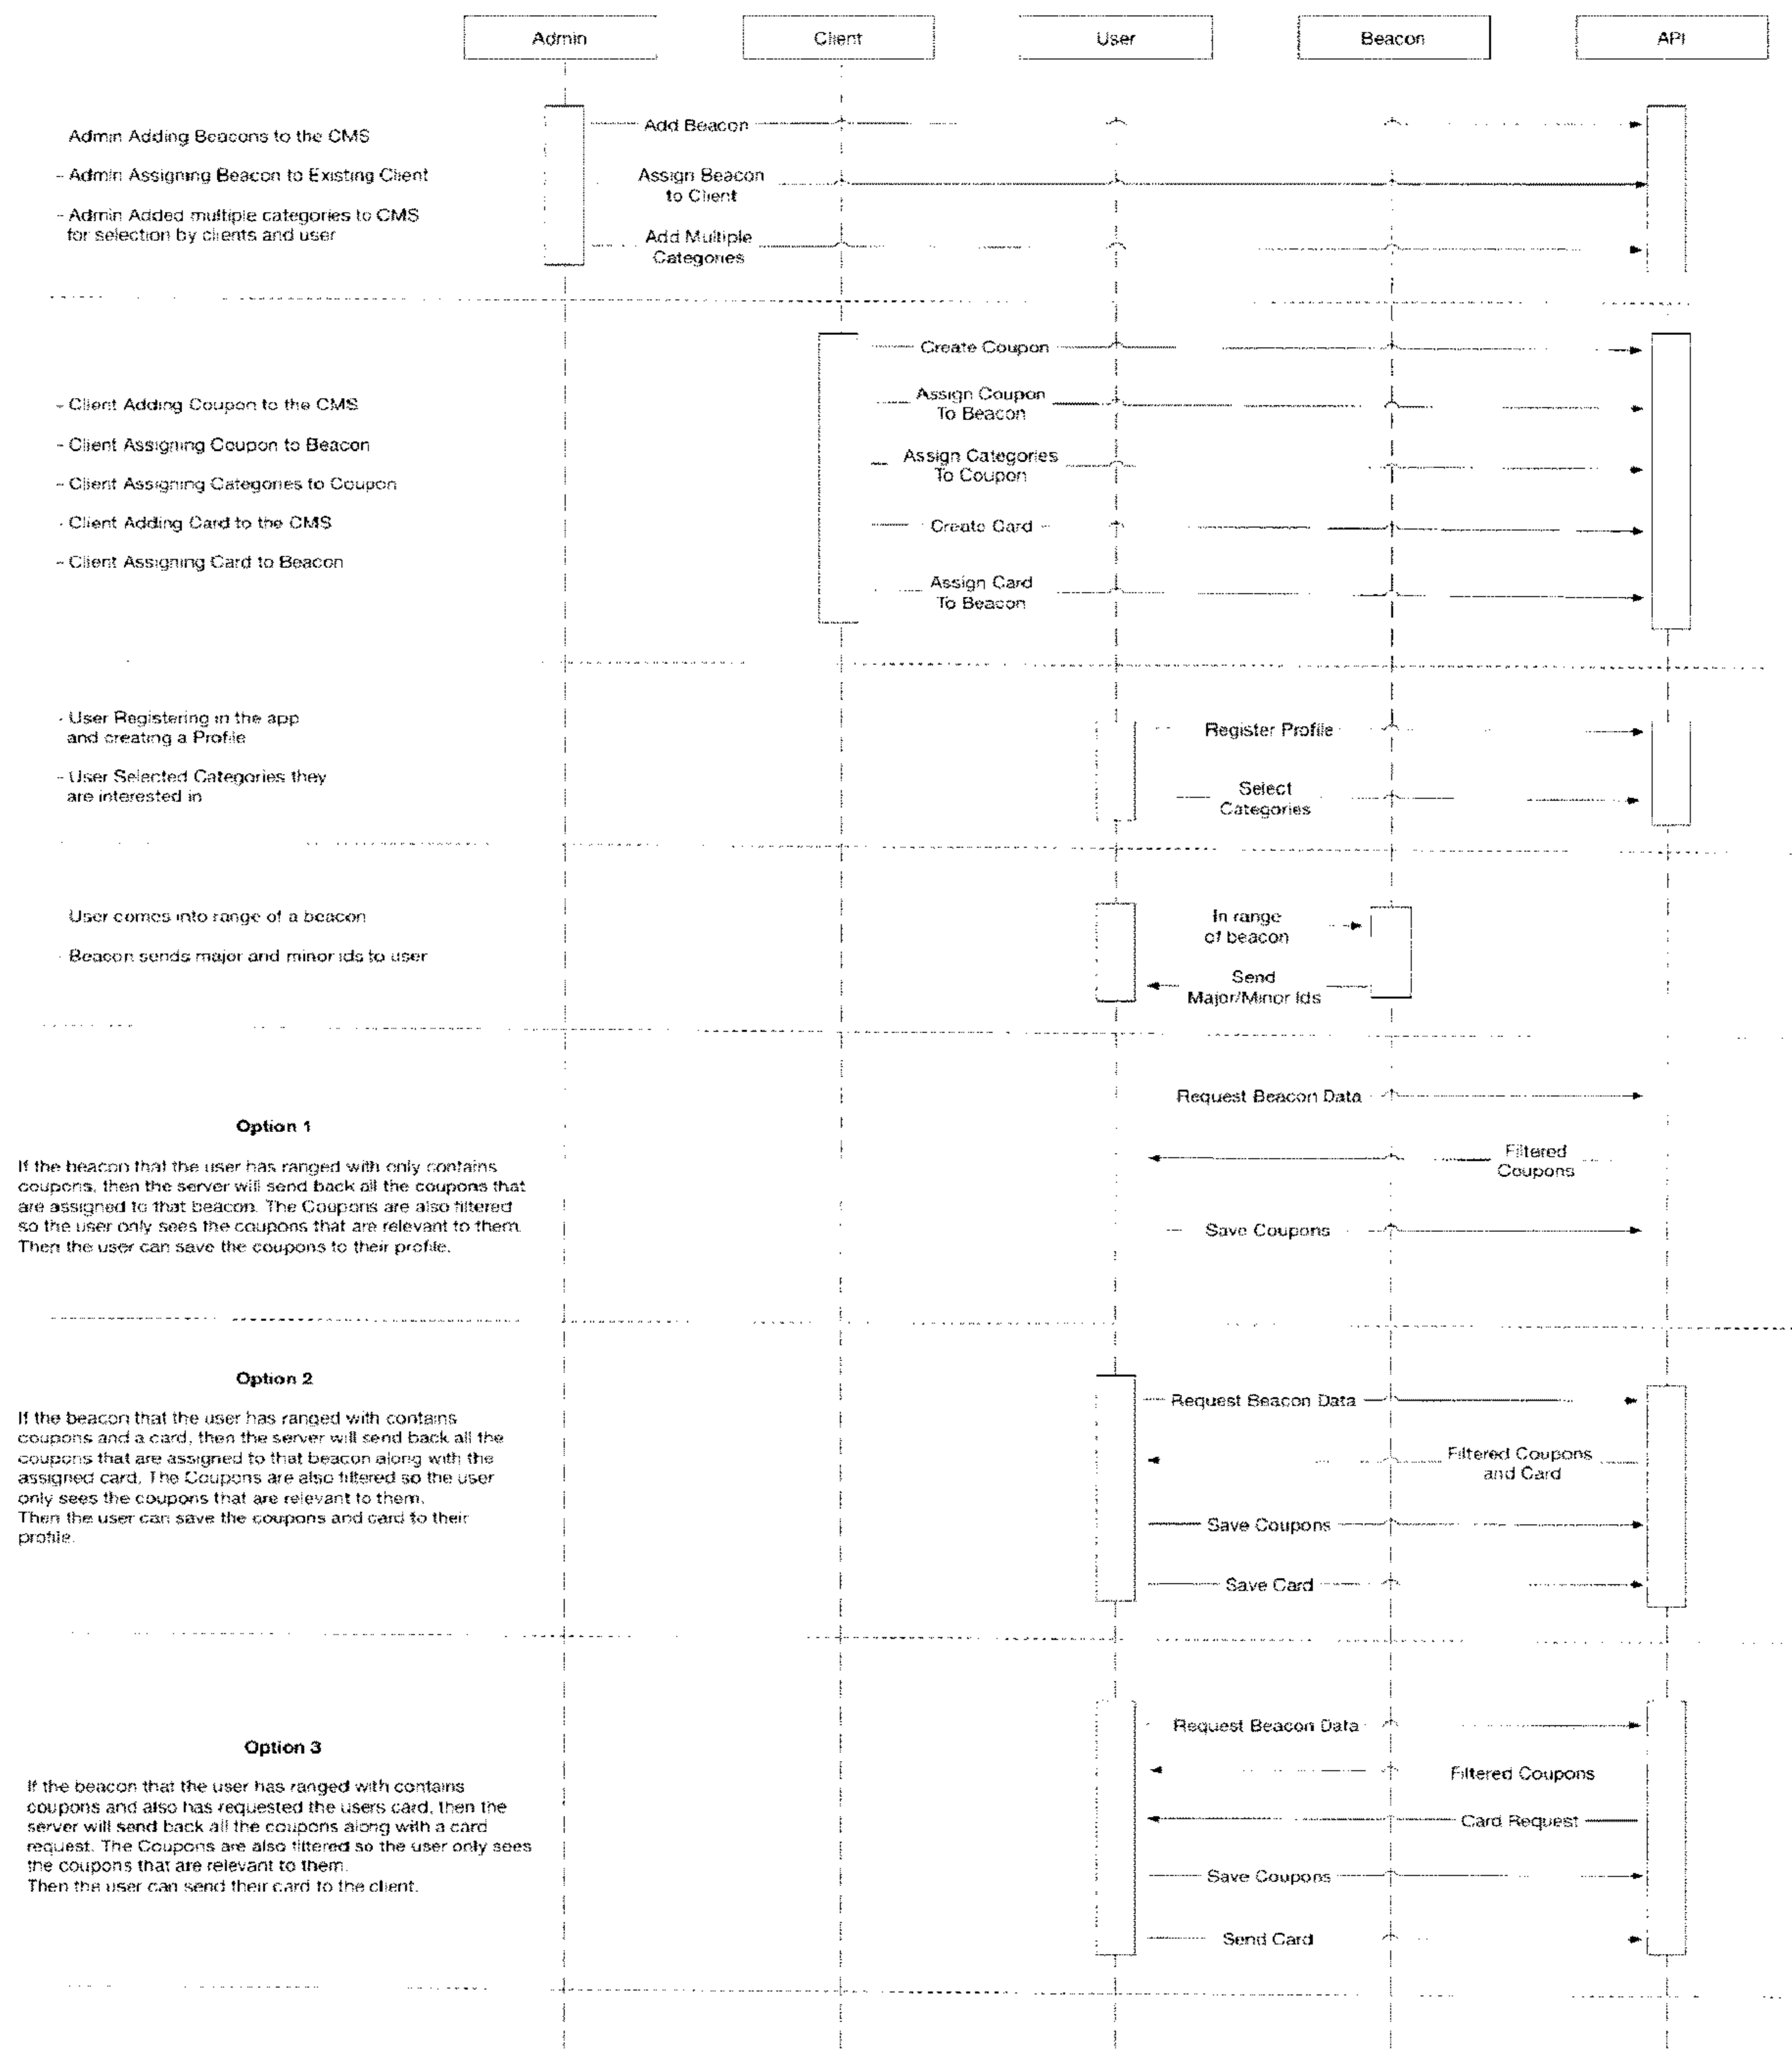 Admin
Client
User
Beacon
API
Admin Adding Beacons to the CMS
- Admin Assigning Beacon to Existing Client
- Admin Added multiple categories to CMS
for selection by clients and user
Add Beacon
Assign Beacon
to Client
Add Multiple
Categories
- Client Adding Coupon to the CMS
- Client Assigning Coupon to Beacon
- Client Assigning Categories to Coupon
- Client Adding Card to the CMS
- Client Assigning Card to Beacon
Create Coupon
Assign Coupon
To Beacon
Assign Categories
To Coupon
Create Card
Assign Card
To Beacon
- User Registering in the app
and creating a Profile
- User Selected Categories they
are interested in
Register Profile
Select
Categories
User comes into range of a beacon
- Beacon sends major and minor ids to user
In range
of beacon
Send
Major/Minor Ids
Option 1
If the beacon that the user has ranged with only contains
coupons, then the server will send back all the coupons that
are assigned to that beacon. The Coupons are also filtered
so the user only sees the coupons that are relevant to them.
Then the user can save the coupons to their profile.
Request Beacon Data
Filtered
Coupons
Save Coupons
Option 2
If the beacon that the user has ranged with contains
coupons and a card, then the server will send back all the
coupons that are assigned to that beacon along with the
assigned card. The Coupons are also filtered so the user
only sees the coupons that are relevant to them.
Then the user can save the coupons and card to their
profile.
Request Beacon Data
Filtered Coupons
and Card
Save Coupons
Save Card
Option 3
If the beacon that the user has ranged with contains
coupons and also has requested the users card, then the
server will send back all the coupons along with a card
request. The Coupons are also filtered so the user only sees
the coupons that are relevant to them.
Then the user can send their card to the client.
Request Beacon Data
Filtered Coupons
Card Request
Save Coupons
Send Card